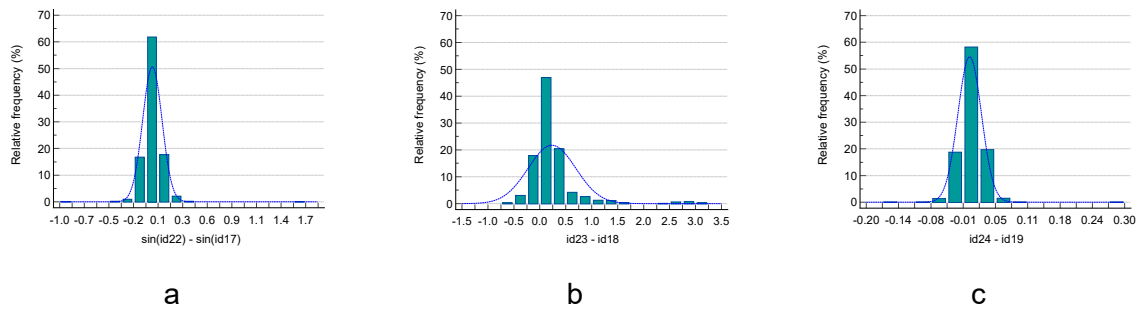 Relative frequency (%)
70
60
50
40
30
20
10
0
-1.0 -0.7 -0.5 -0.2 0.1 0.3 0.6 0.9 1.1 1.4 1.7
sin(id22) - sin(id17)
a
Relative frequency (%)
70
60
50
40
30
20
10
0
-1.5 -1.0 -0.5 0.0 0.5 1.0 1.5 2.0 2.5 3.0 3.5
id23 - id18
b
Relative frequency (%)
70
60
50
40
30
20
10
0
-0.20 -0.14 -0.08 -0.01 0.05 0.11 0.18 0.24 0.30
id24 - id19
c